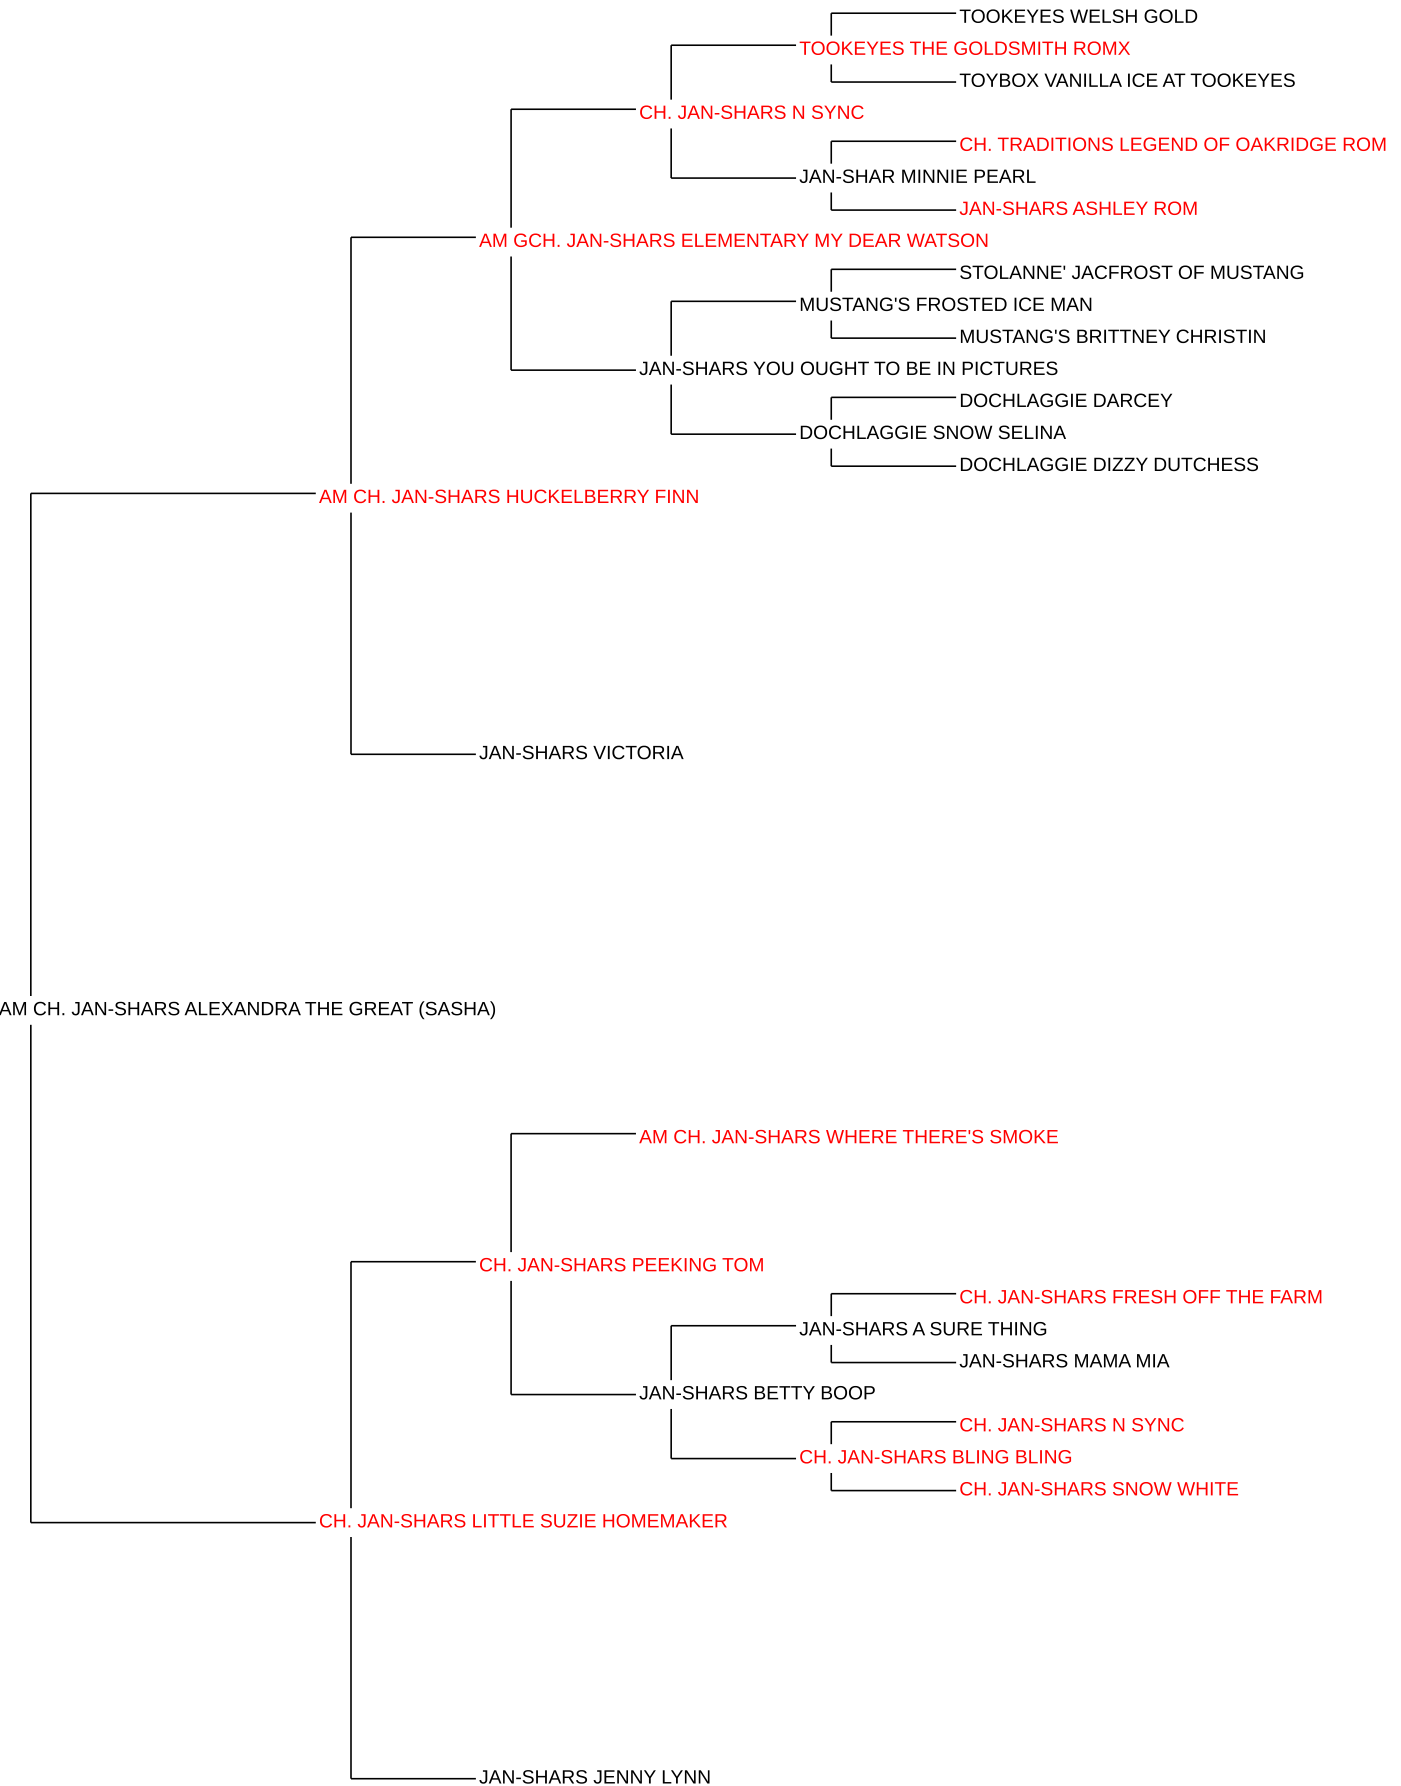 TOOKEYES WELSH GOLD
TOOKEYES THE GOLDSMITH ROMX
TOYBOX VANILLA ICE AT TOOKEYES
CH. JAN-SHARS N SYNC
CH. TRADITIONS LEGEND OF OAKRIDGE ROM
JAN-SHAR MINNIE PEARL
JAN-SHARS ASHLEY ROM
AM GCH. JAN-SHARS ELEMENTARY MY DEAR WATSON
STOLANNE' JACFROST OF MUSTANG
MUSTANG'S FROSTED ICE MAN
MUSTANG'S BRITTNEY CHRISTIN
JAN-SHARS YOU OUGHT TO BE IN PICTURES
DOCHLAGGIE DARCEY
DOCHLAGGIE SNOW SELINA
DOCHLAGGIE DIZZY DUTCHESS
AM CH. JAN-SHARS HUCKELBERRY FINN
JAN-SHARS VICTORIA
AM CH. JAN-SHARS ALEXANDRA THE GREAT (SASHA)
AM CH. JAN-SHARS WHERE THERE'S SMOKE
CH. JAN-SHARS PEEKING TOM
CH. JAN-SHARS FRESH OFF THE FARM
JAN-SHARS A SURE THING
JAN-SHARS MAMA MIA
JAN-SHARS BETTY BOOP
CH. JAN-SHARS N SYNC
CH. JAN-SHARS BLING BLING
CH. JAN-SHARS SNOW WHITE
CH. JAN-SHARS LITTLE SUZIE HOMEMAKER
JAN-SHARS JENNY LYNN